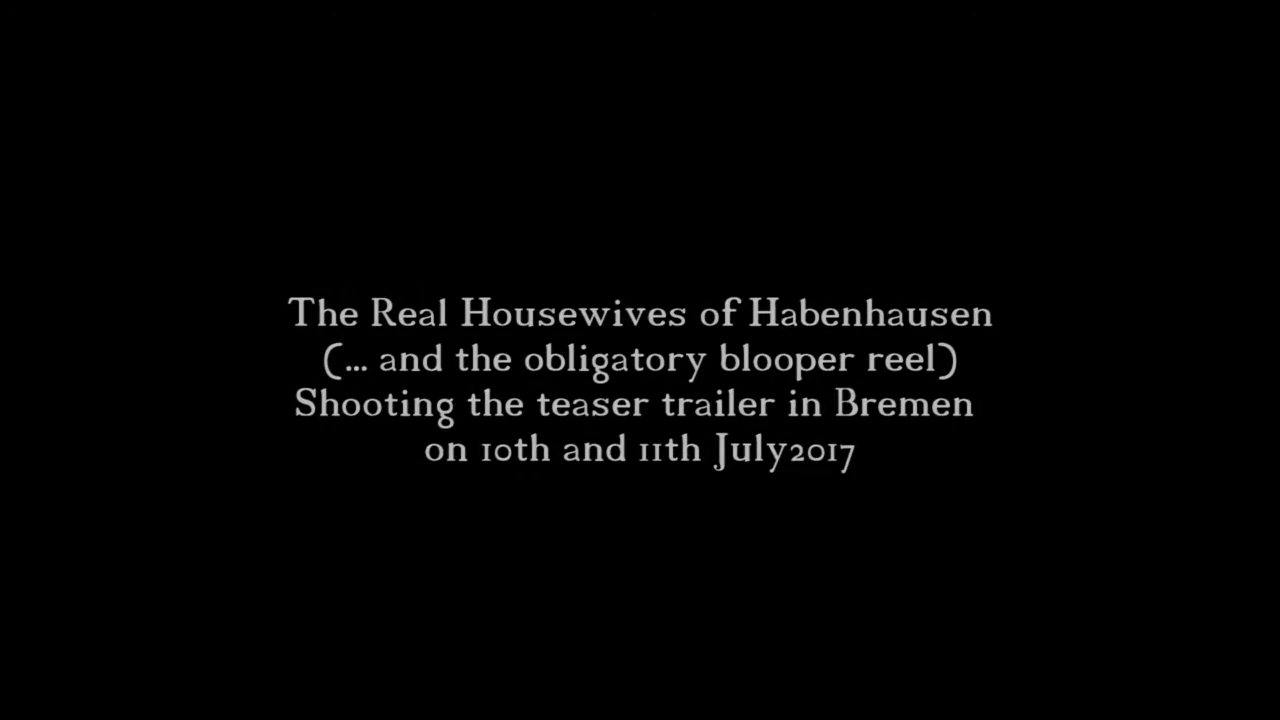 The Real Housewives of Habenhausen
(... and the obligatory blooper reel)
Shooting the teaser trailer in Bremen
on 10th and 11th July2017